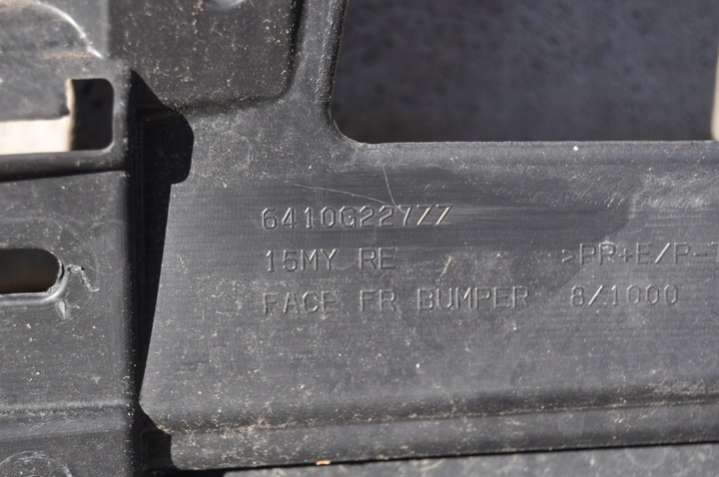 6410G227ZZ
15MY RE >PP+E/P-
FACE FR BUMPER 8/1000